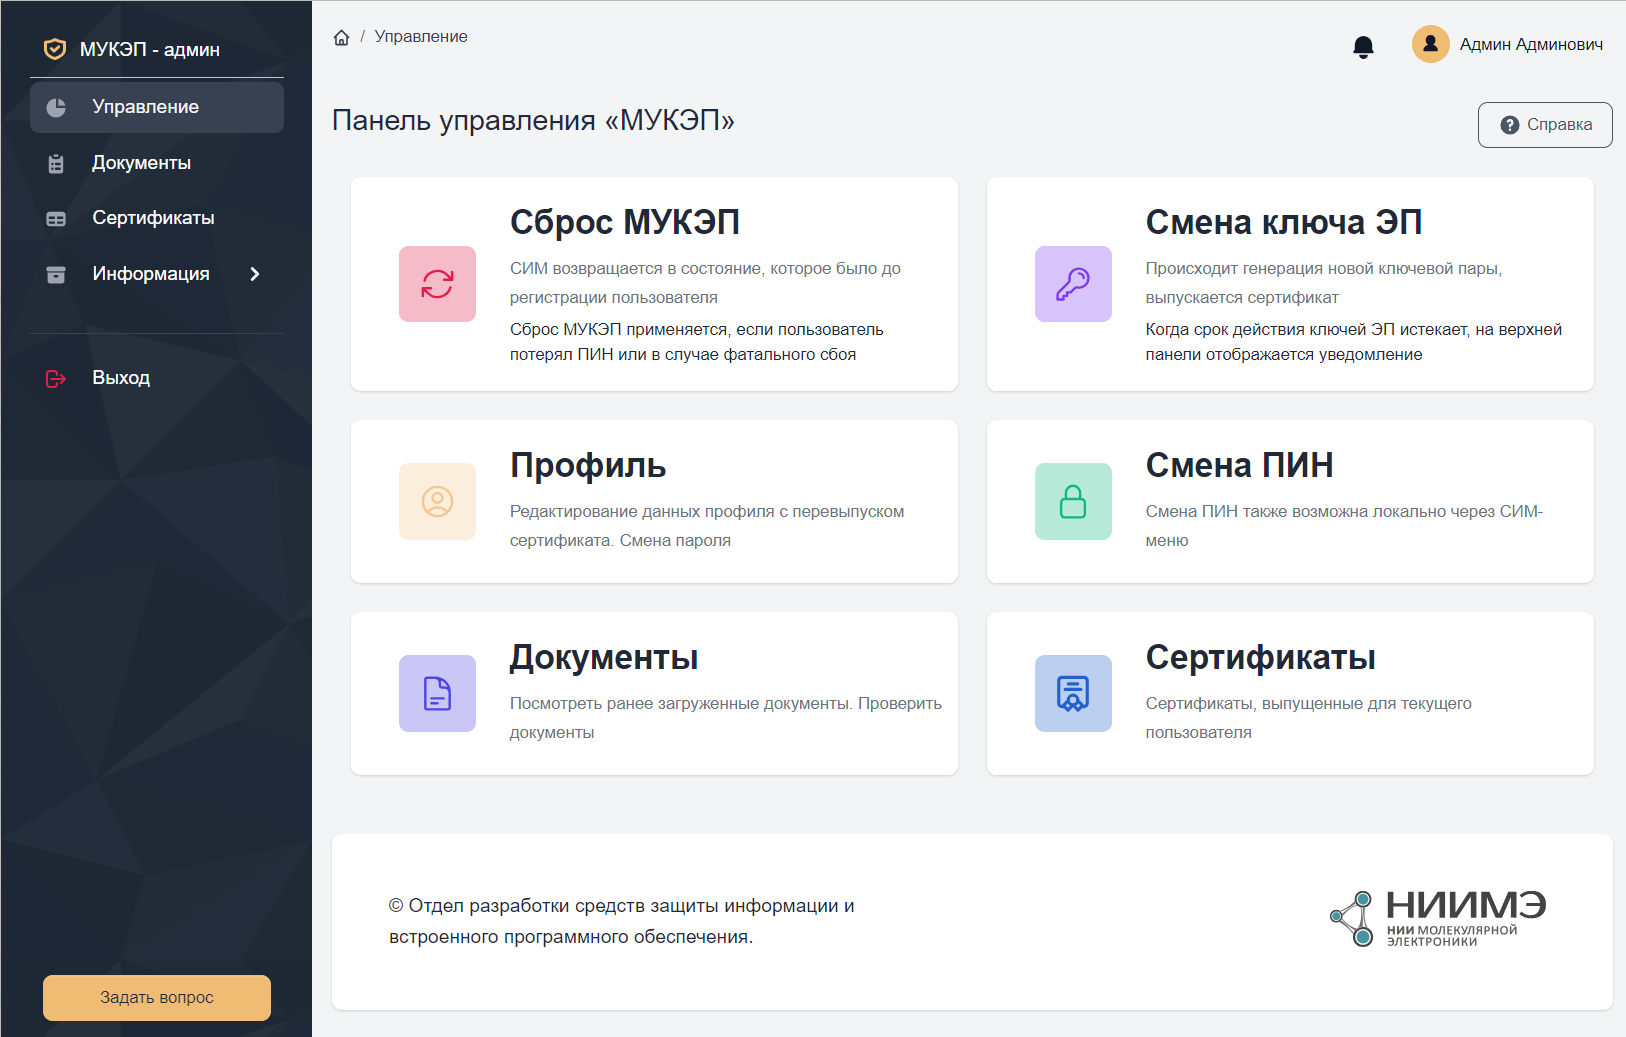 МУКЭП - админ
Управление
Документы
Сертификаты
Информация
Выход
Задать вопрос
/ Управление
Админ Админович
Панель управления «МУКЭП»
Справка
Сброс МУКЭП
СИМ возвращается в состояние, которое было до
регистрации пользователя
Сброс МУКЭП применяется, если пользователь
потерял ПИН или в случае фатального сбоя
Смена ключа ЭП
Происходит генерация новой ключевой пары,
выпускается сертификат
Когда срок действия ключей ЭП истекает, на верхней
панели отображается уведомление
Профиль
Редактирование данных профиля с перевыпуском
сертификата. Смена пароля
Смена ПИН
Смена ПИН также возможна локально через СИМ-
меню
Документы
Посмотреть ранее загруженные документы. Проверить
документы
Сертификаты
Сертификаты, выпущенные для текущего
пользователя
© Отдел разработки средств защиты информации и
встроенного программного обеспечения.
НИИМЭ
НИИ МОЛЕКУЛЯРНОЙ
ЭЛЕКТРОНИКИ